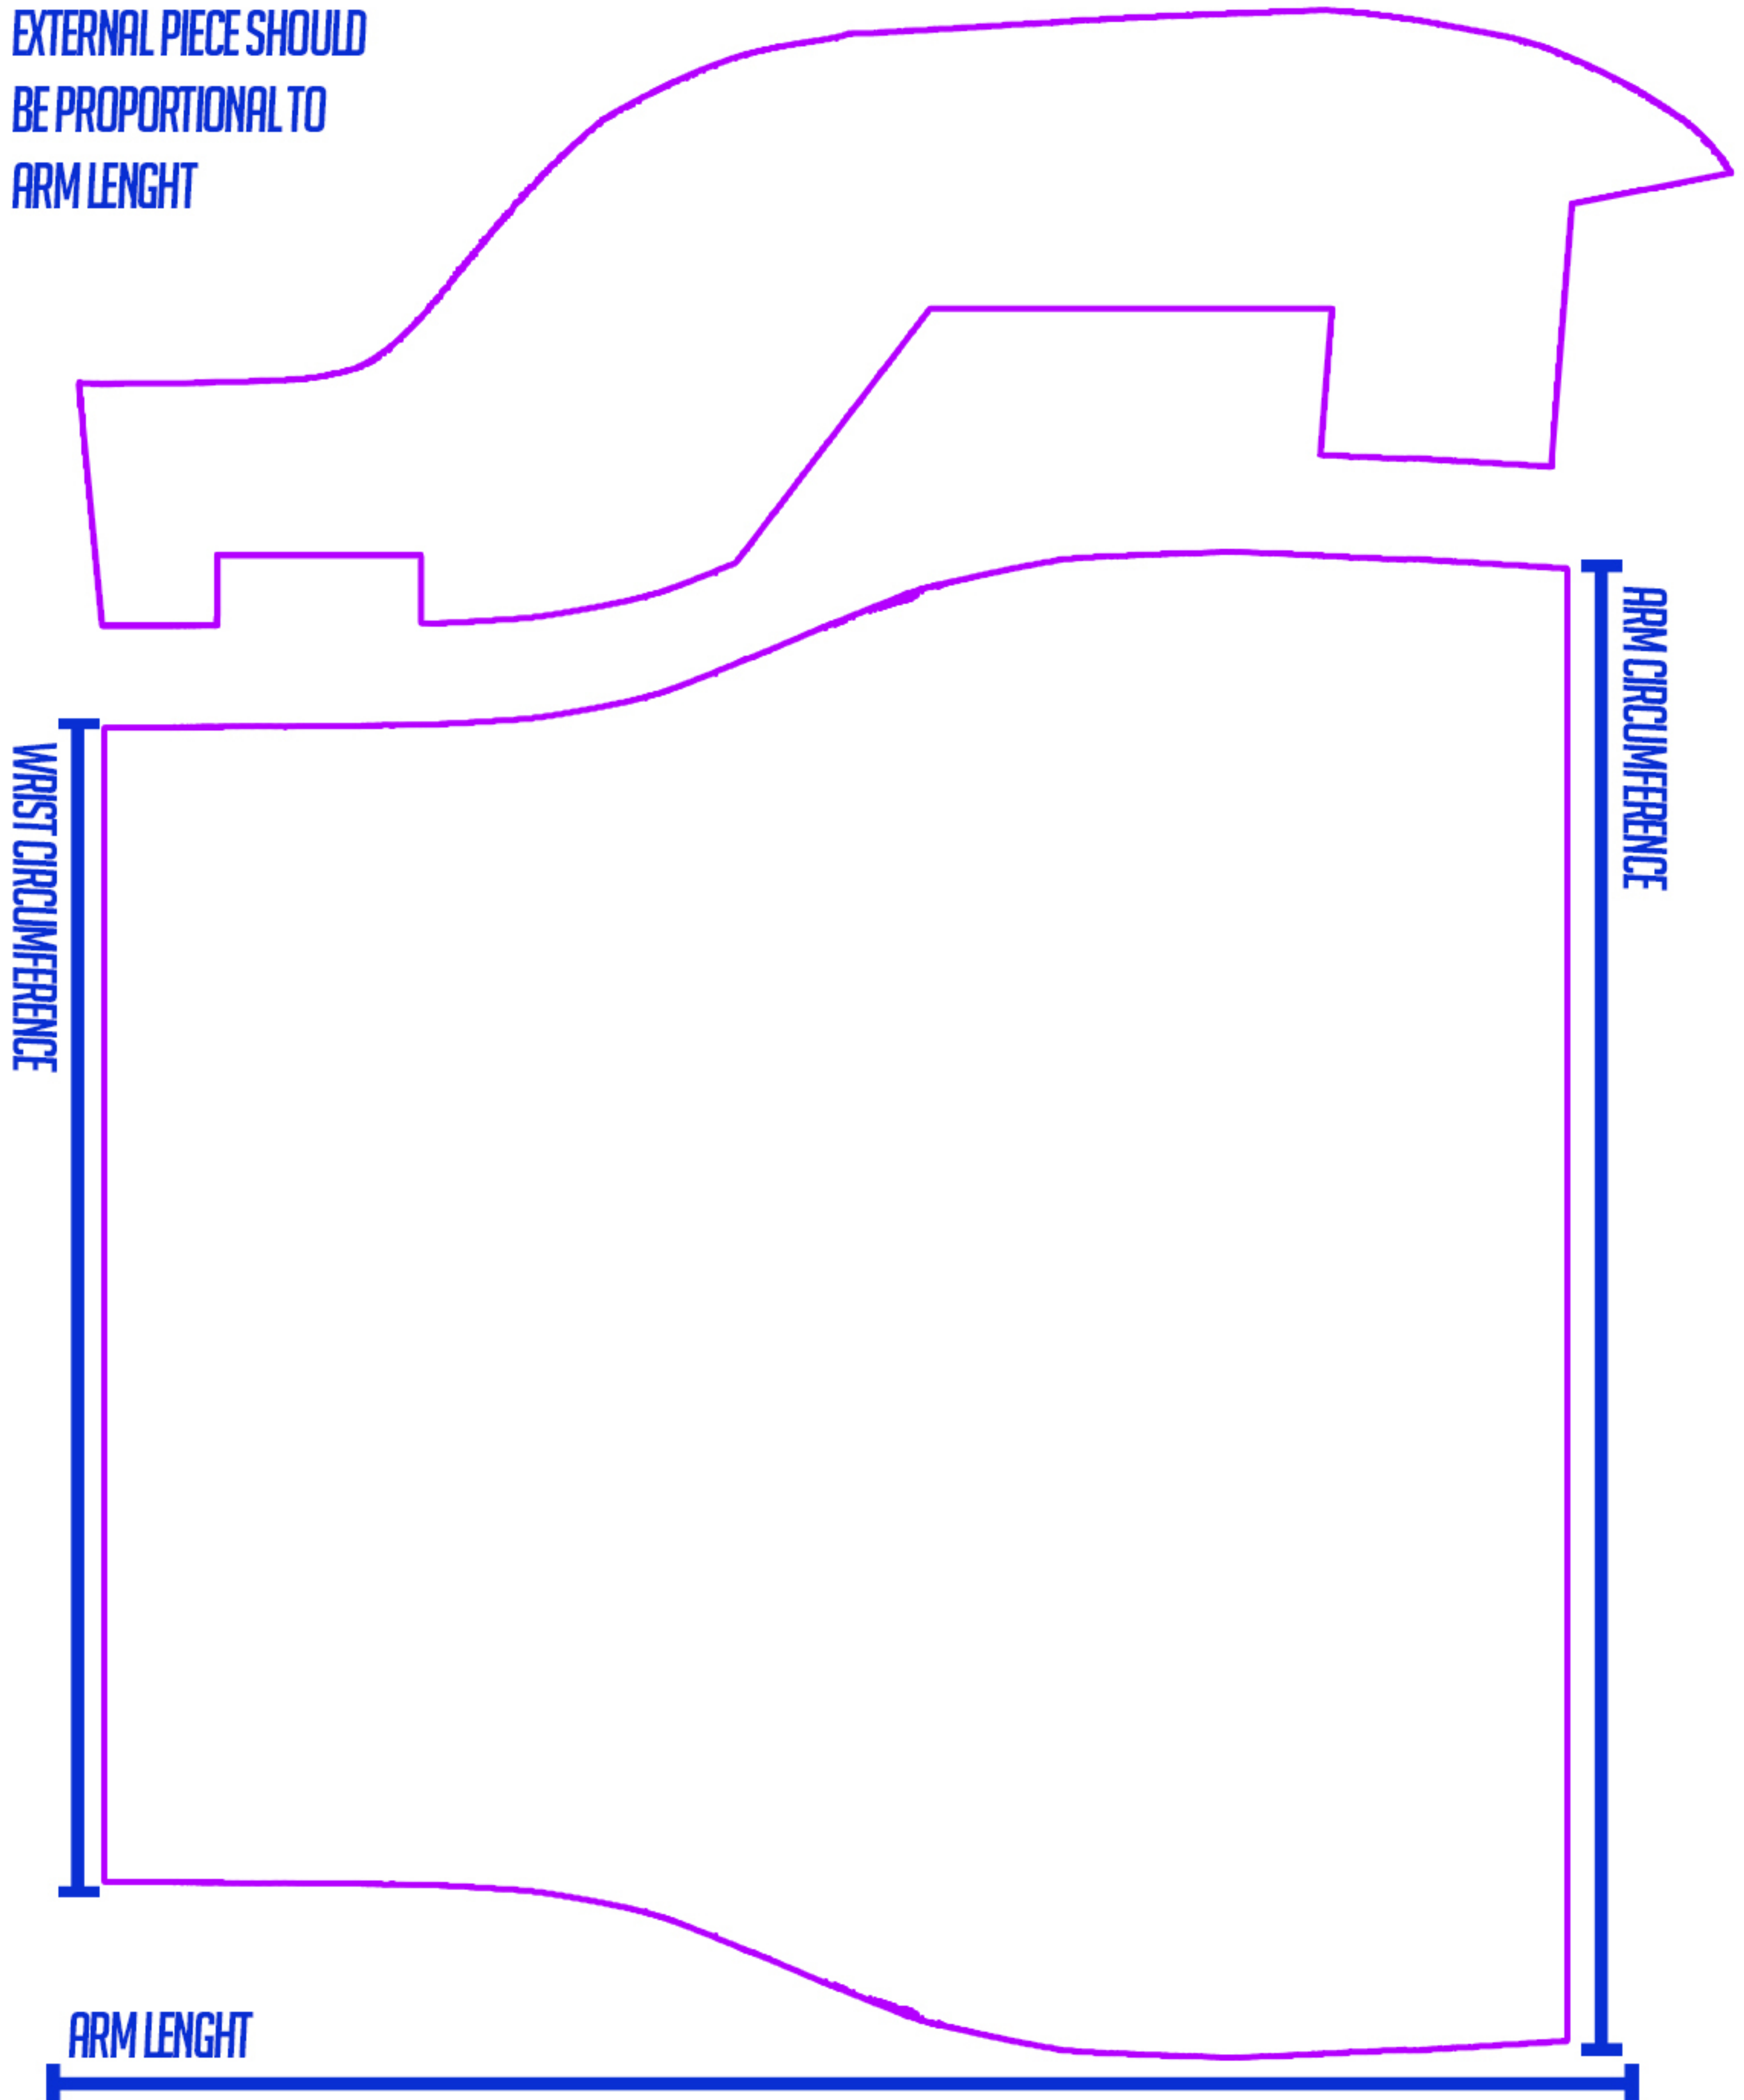 EXTERNAL PIECE SHOULD
BE PROPORTIONAL TO
ARM LENGHT
ARM CIRCUMFERENCE
WRIST CIRCUMFERENCE
ARM LENGHT